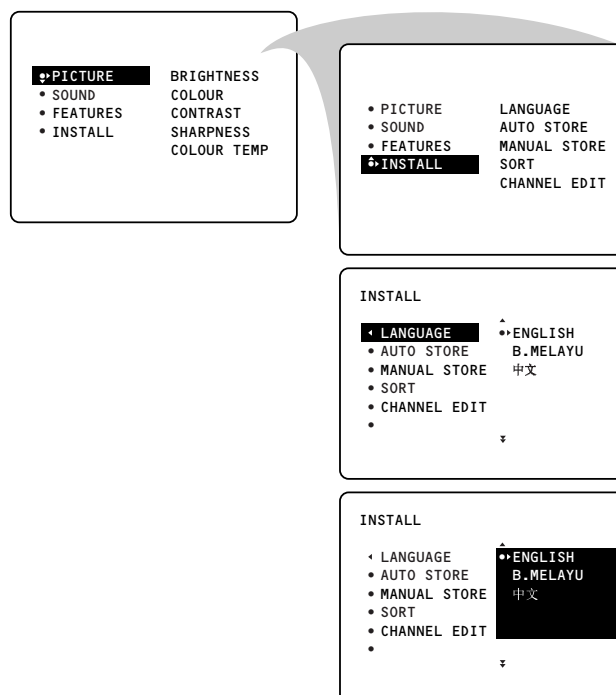 PICTURE BRIGHTNESS
• SOUND COLOUR
• FEATURES CONTRAST
• INSTALL SHARPNESS
COLOUR TEMP
• PICTURE LANGUAGE
• SOUND AUTO STORE
• FEATURES MANUAL STORE
INSTALL SORT
CHANNEL EDIT
INSTALL
LANGUAGE ENGLISH
• AUTO STORE B.MELAYU
• MANUAL STORE 中文
• SORT
• CHANNEL EDIT
•
INSTALL
LANGUAGE ENGLISH
• AUTO STORE B.MELAYU
• MANUAL STORE 中文
• SORT
• CHANNEL EDIT
•